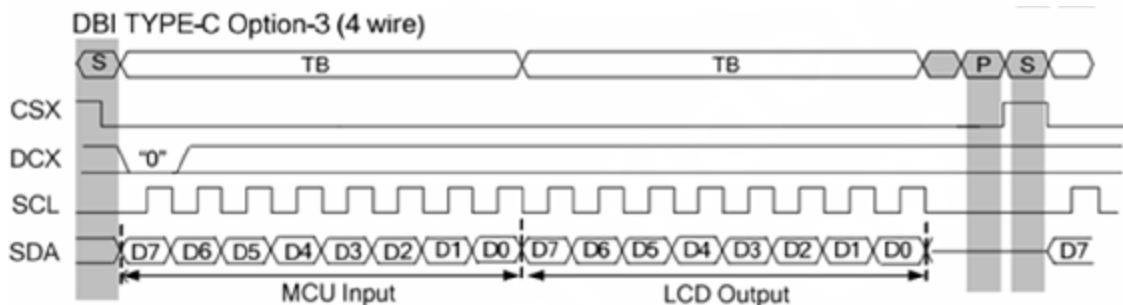 DBI TYPE-C Option-3 (4 wire)
S TB TB P S
CSX
DCX "0"
SCL
SDA D7 D6 D5 D4 D3 D2 D1 D0 D7 D6 D5 D4 D3 D2 D1 D0 D7
MCU Input LCD Output